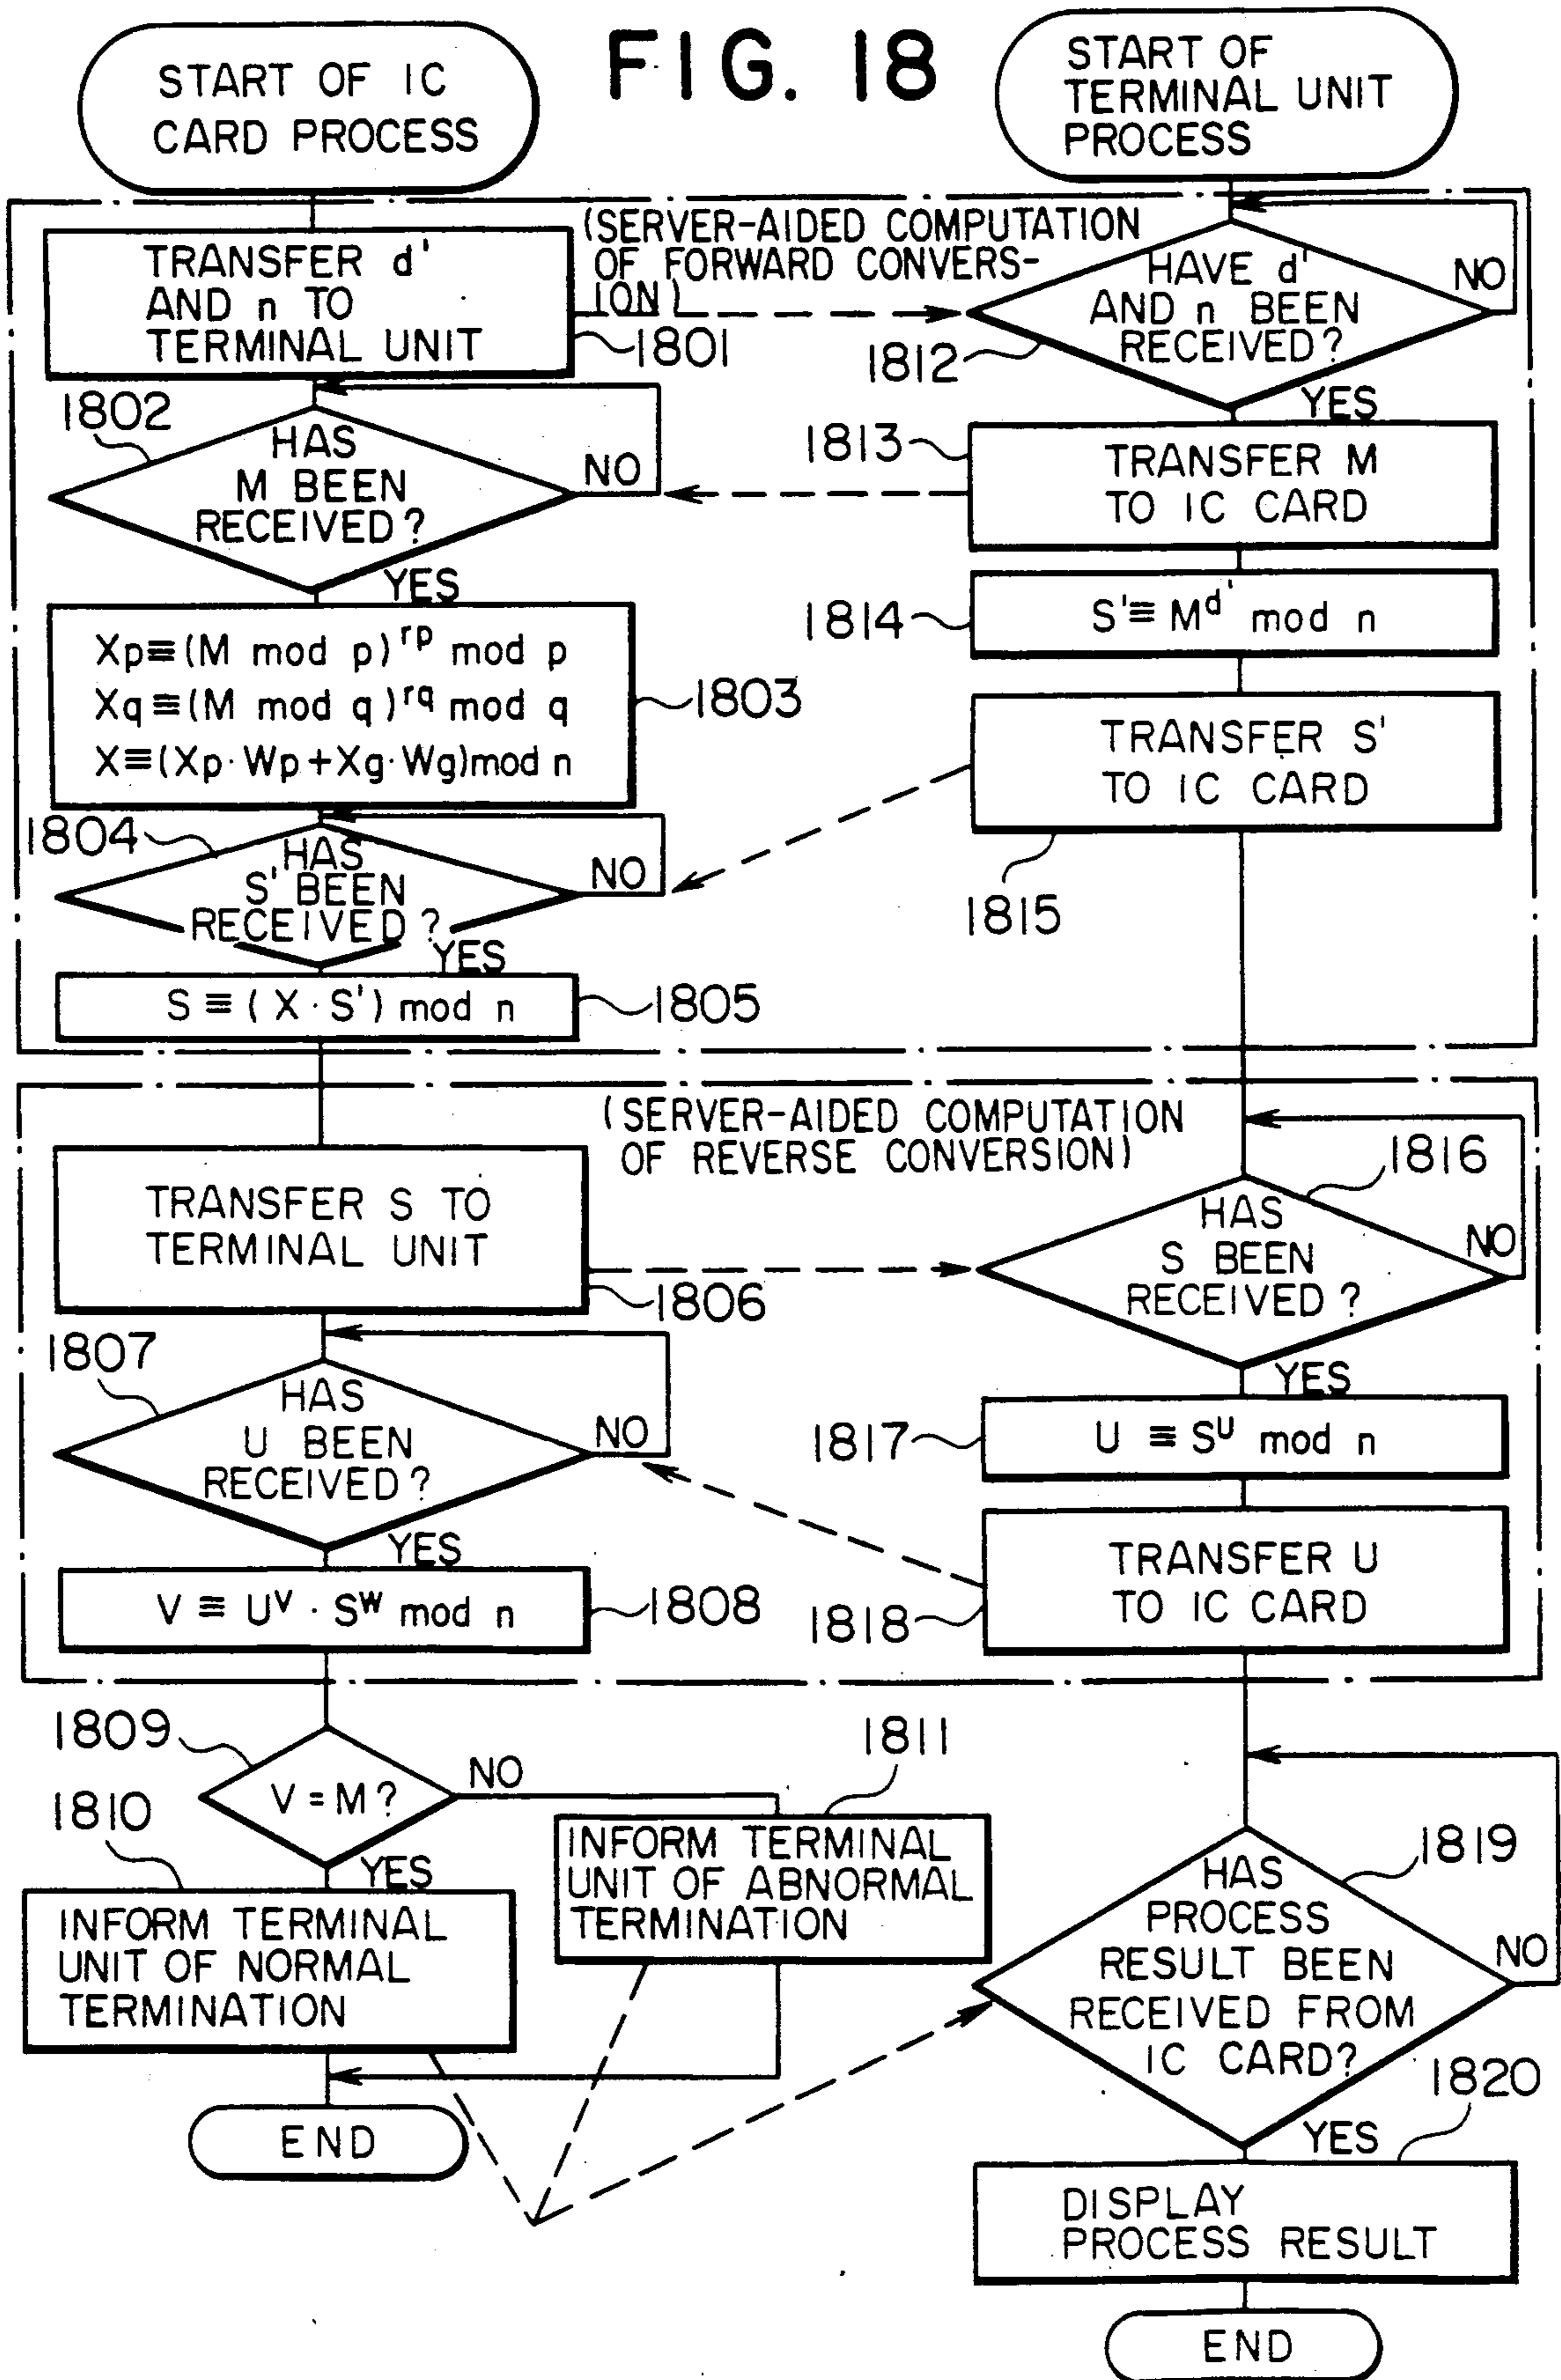 FIG. 18
START OF IC
CARD PROCESS
START OF
TERMINAL UNIT
PROCESS
(SERVER-AIDED COMPUTATION
OF FORWARD CONVERS-
ION)
TRANSFER d'
AND n TO
TERMINAL UNIT
1801
HAVE d'
AND n BEEN
RECEIVED?
NO
1812
YES
1802
HAS
M BEEN
RECEIVED?
NO
YES
1813
TRANSFER M
TO IC CARD
1814
S'≡ M^d' mod n
Xp≡(M mod p)^rp mod p
Xq≡(M mod q)^rq mod q
X≡(Xp·Wp+Xg·Wg)mod n
1803
TRANSFER S'
TO IC CARD
1815
1804
HAS
S' BEEN
RECEIVED?
NO
YES
S ≡ ( X · S' ) mod n
1805
(SERVER-AIDED COMPUTATION
OF REVERSE CONVERSION)
TRANSFER S TO
TERMINAL UNIT
1806
1816
HAS
S BEEN
RECEIVED?
NO
YES
1807
HAS
U BEEN
RECEIVED?
NO
YES
1817
U ≡ S^U mod n
TRANSFER U
TO IC CARD
1818
V ≡ U^V · S^W mod n
1808
1809
V = M?
NO
YES
1811
INFORM TERMINAL
UNIT OF ABNORMAL
TERMINATION
1810
INFORM TERMINAL
UNIT OF NORMAL
TERMINATION
END
1819
HAS
PROCESS
RESULT BEEN
RECEIVED FROM
IC CARD?
NO
YES
1820
DISPLAY
PROCESS RESULT
END